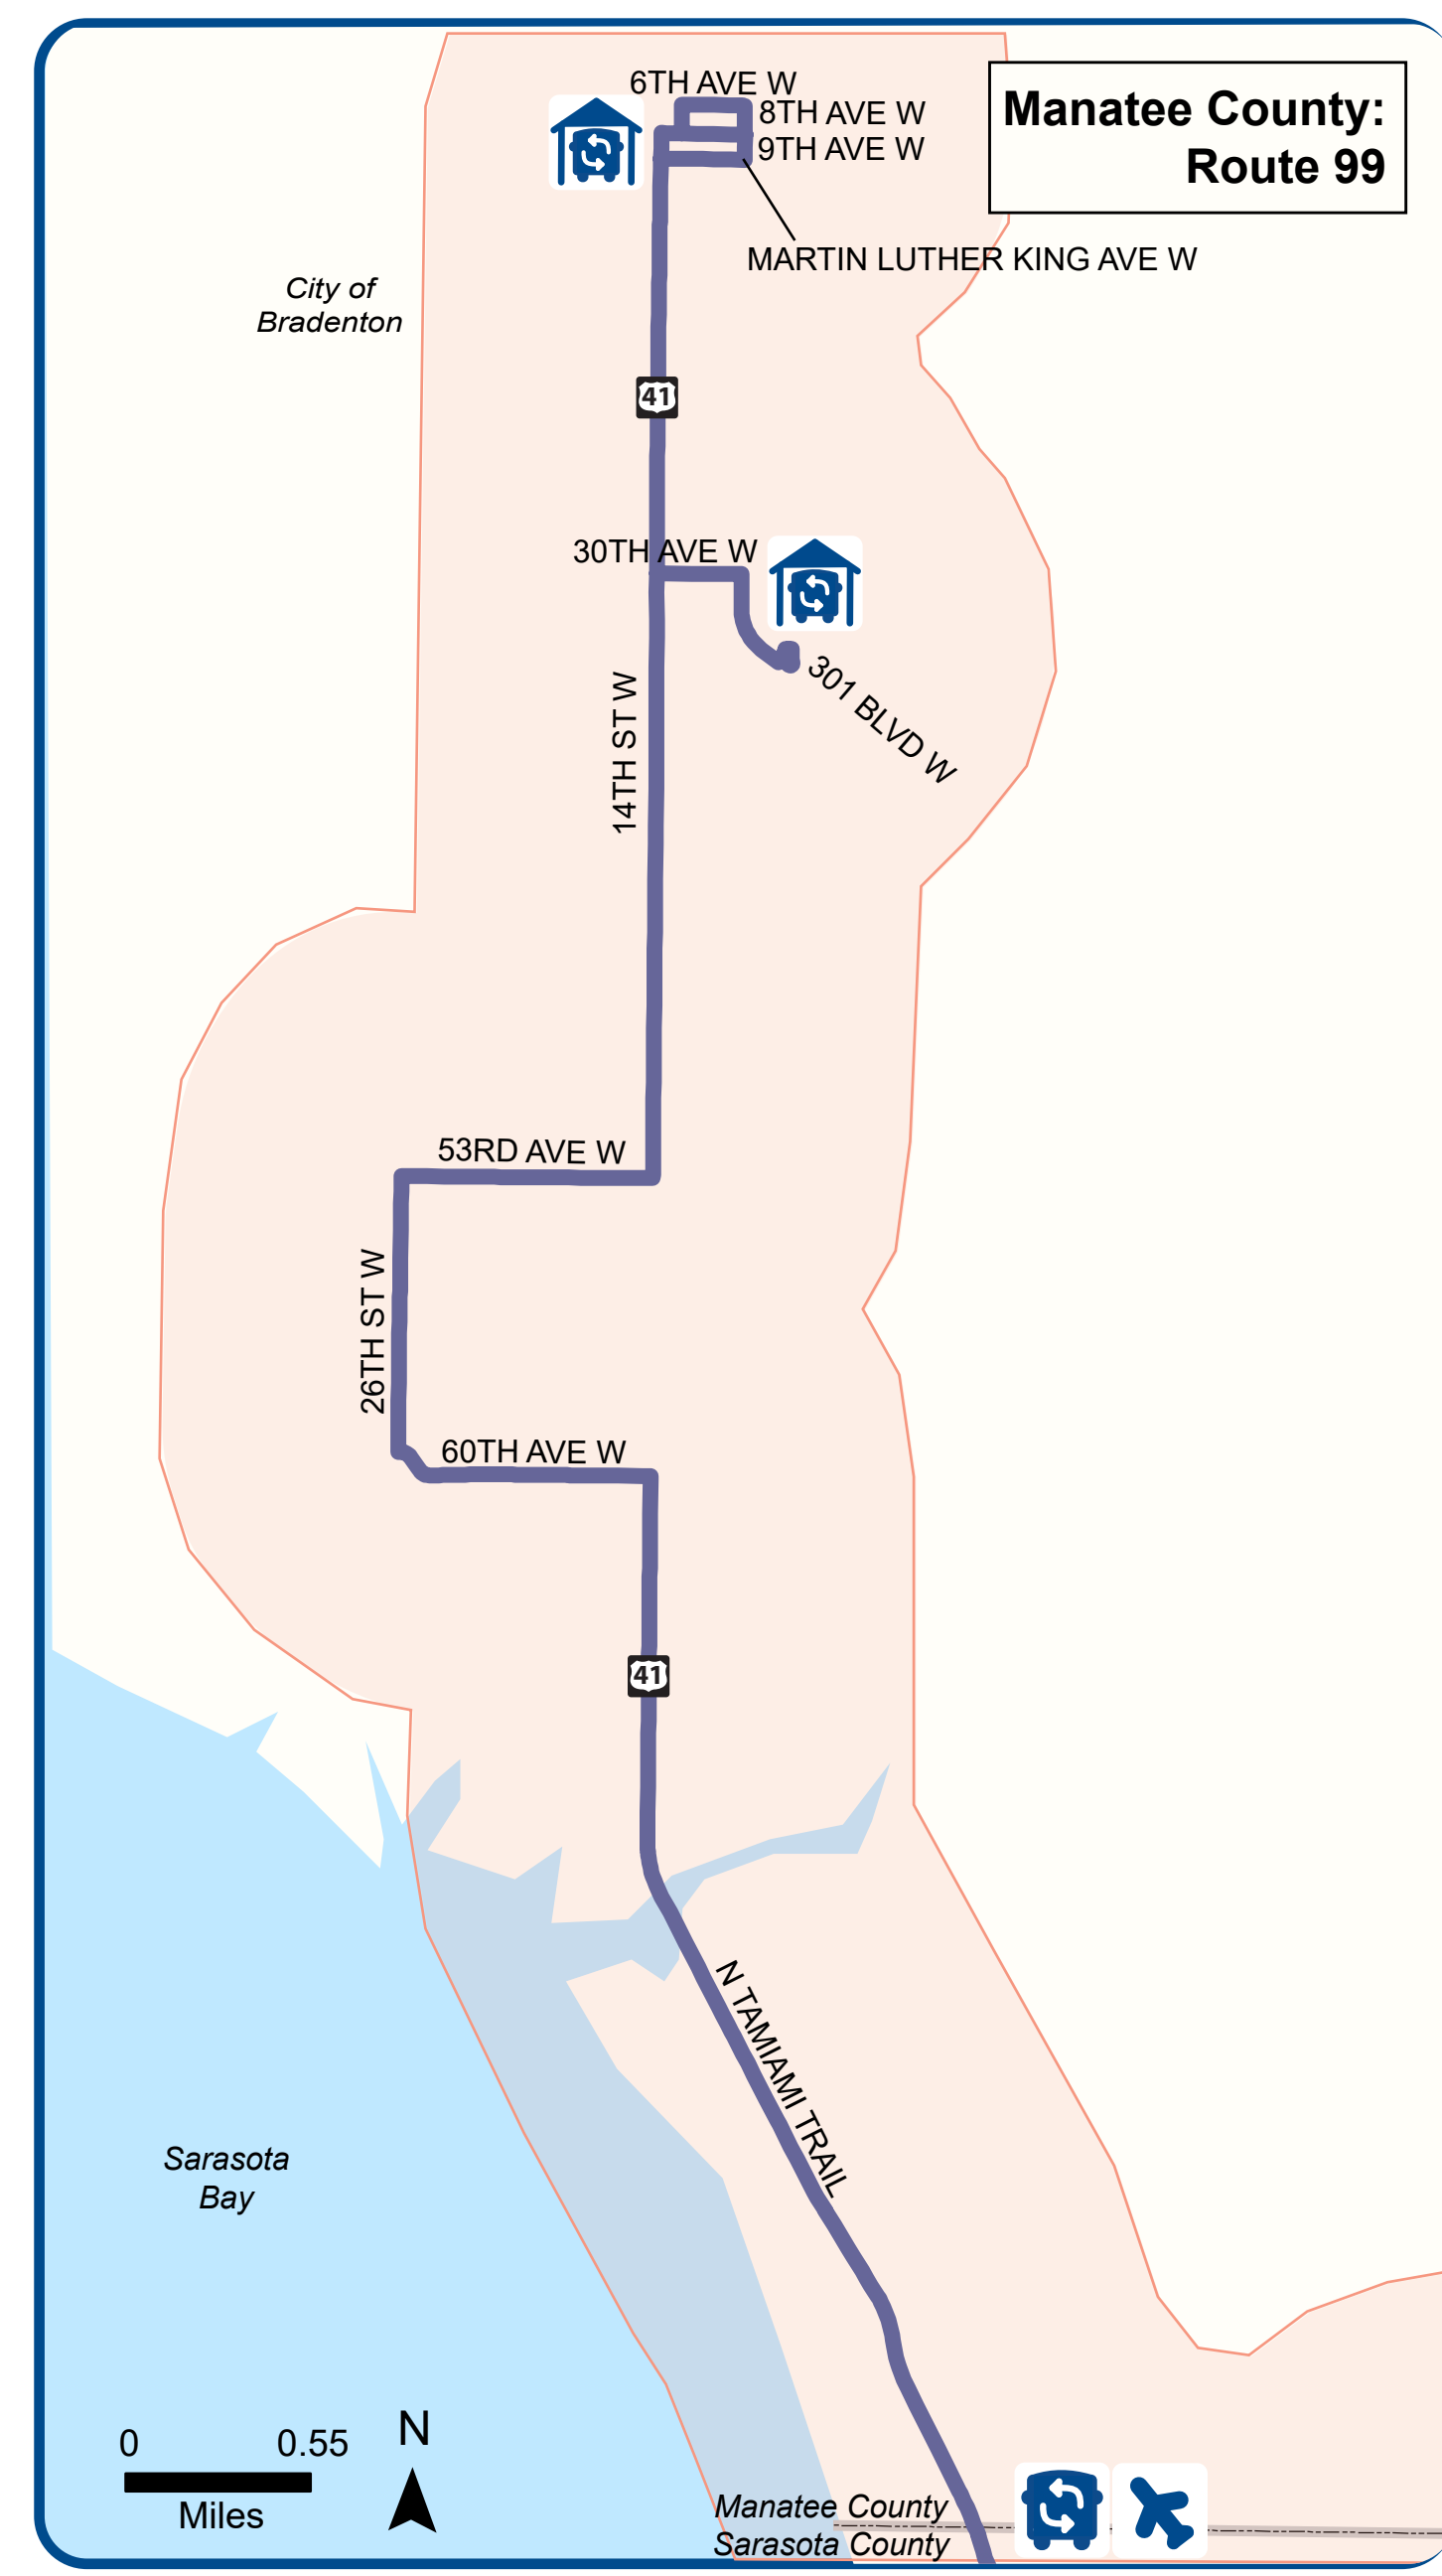 Manatee County:
Route 99
6TH AVE W
8TH AVE W
9TH AVE W
MARTIN LUTHER KING AVE W
City of
Bradenton
41
30TH AVE W
301 BLVD W
14TH ST W
53RD AVE W
26TH ST W
60TH AVE W
41
N TAMIAMI TRAIL
Sarasota
Bay
0 0.55
Miles
N
Manatee County
Sarasota County